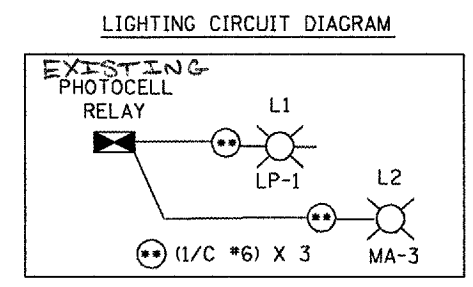 LIGHTING CIRCUIT DIAGRAM
EXISTING
PHOTOCELL
RELAY
L1
**
LP-1
L2
**
MA-3
** (1/C #6) X 3